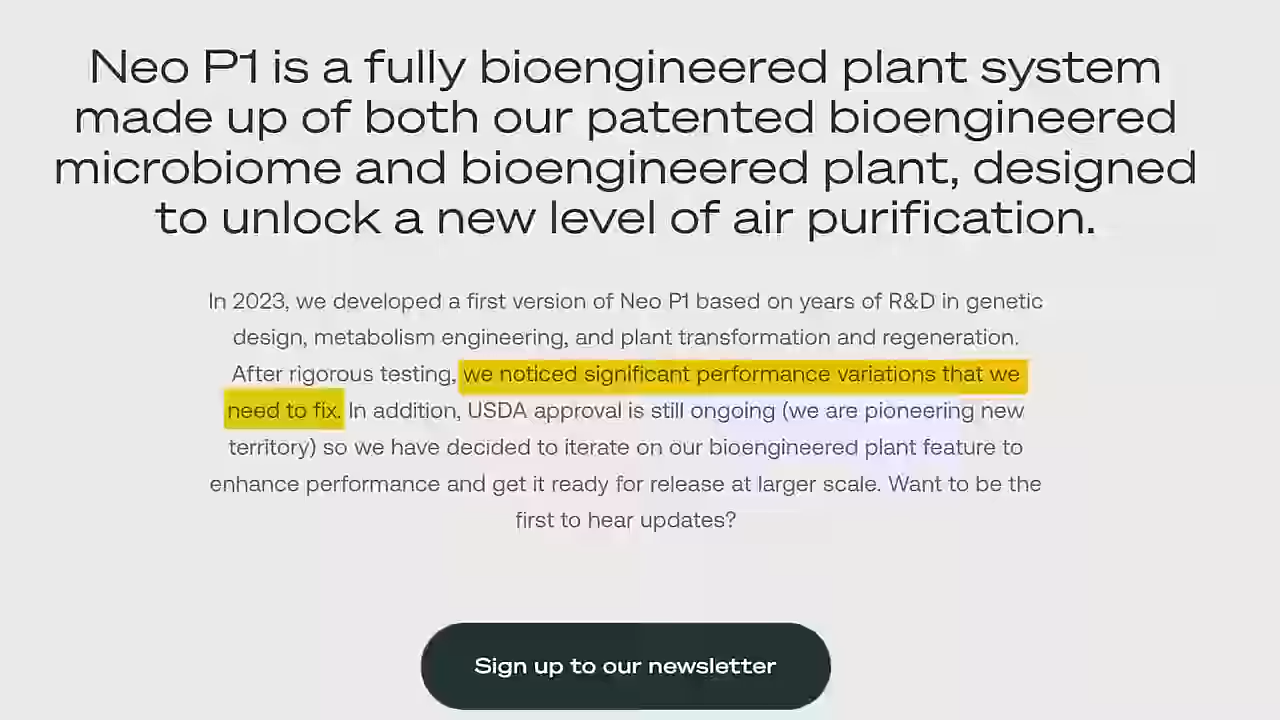 Neo P1 is a fully bioengineered plant system
made up of both our patented bioengineered
microbiome and bioengineered plant, designed
to unlock a new level of air purification.
In 2023, we developed a first version of Neo P1 based on years of R&D in genetic
design, metabolism engineering, and plant transformation and regeneration.
After rigorous testing, we noticed significant performance variations that we
need to fix. In addition, USDA approval is still ongoing (we are pioneering new
territory) so we have decided to iterate on our bioengineered plant feature to
enhance performance and get it ready for release at larger scale. Want to be the
first to hear updates?
Sign up to our newsletter